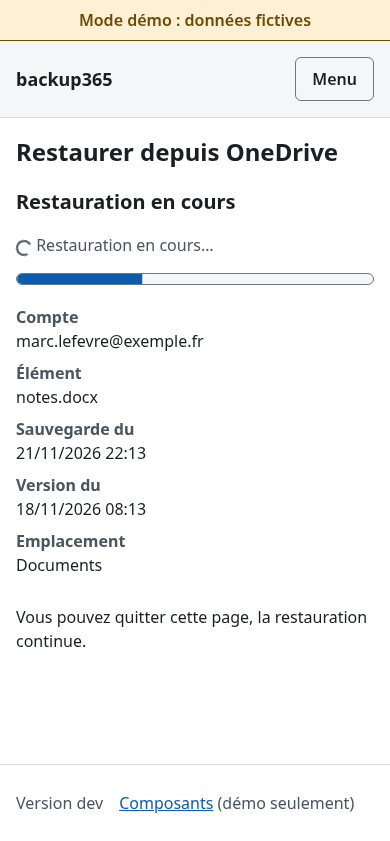 Mode démo : données fictives
backup365
Menu
Restaurer depuis OneDrive
Restauration en cours
Restauration en cours…
Compte
marc.lefevre@exemple.fr
Élément
notes.docx
Sauvegarde du
21/11/2026 22:13
Version du
18/11/2026 08:13
Emplacement
Documents
Vous pouvez quitter cette page, la restauration
continue.
Version dev Composants (démo seulement)